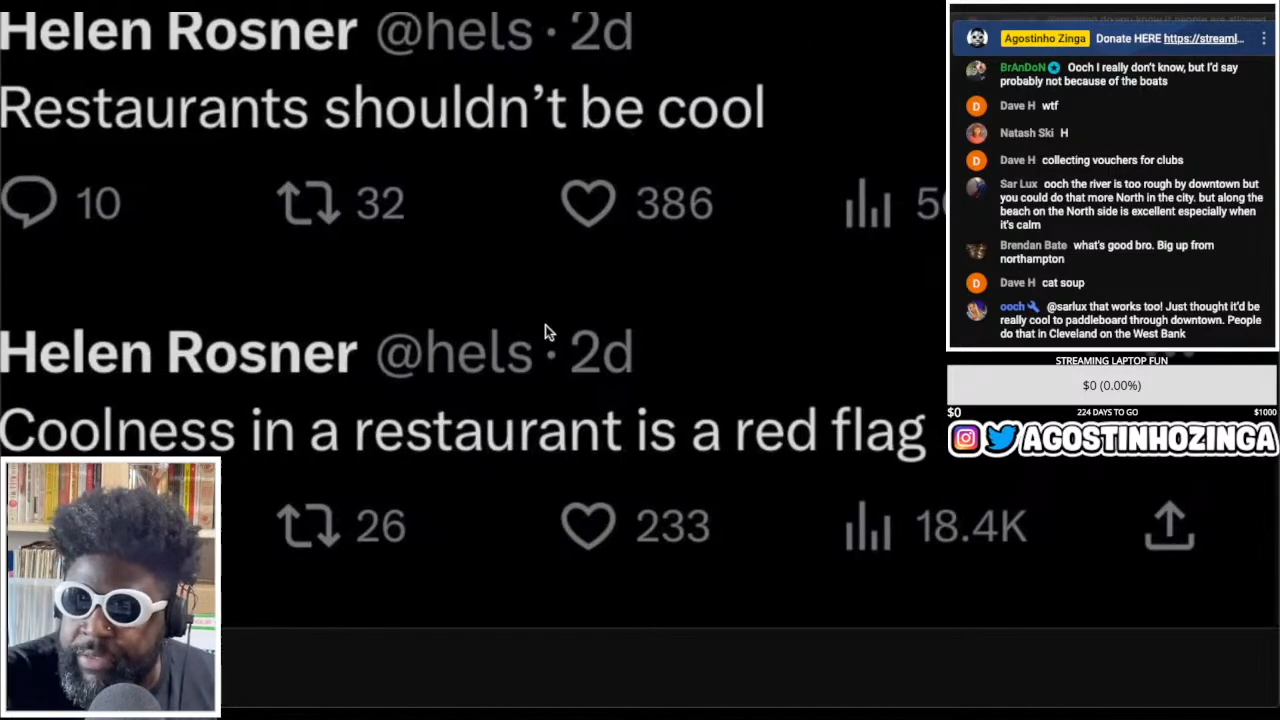 Helen Rosner @hels · 2d
Restaurants shouldn't be cool
10 32 386
Helen Rosner @hels · 2d
Coolness in a restaurant is a red flag
26 233 18.4K
Agostinho Zinga Donate HERE https://streaml...
BrAnDoN Ooch I really don't know, but I'd say
probably not because of the boats
Dave H wtf
Natash Ski H
Dave H collecting vouchers for clubs
Sar Lux ooch the river is too rough by downtown but
you could do that more North in the city. but along the
beach on the North side is excellent especially when
it's calm
Brendan Bate what's good bro. Big up from
northampton
Dave H cat soup
ooch @sarlux that works too! Just thought it'd be
really cool to paddleboard through downtown. People
do that in Cleveland on the West Bank
STREAMING LAPTOP FUN
$0 (0.00%)
$0 224 DAYS TO GO $1000
AGOSTINHOZINGA